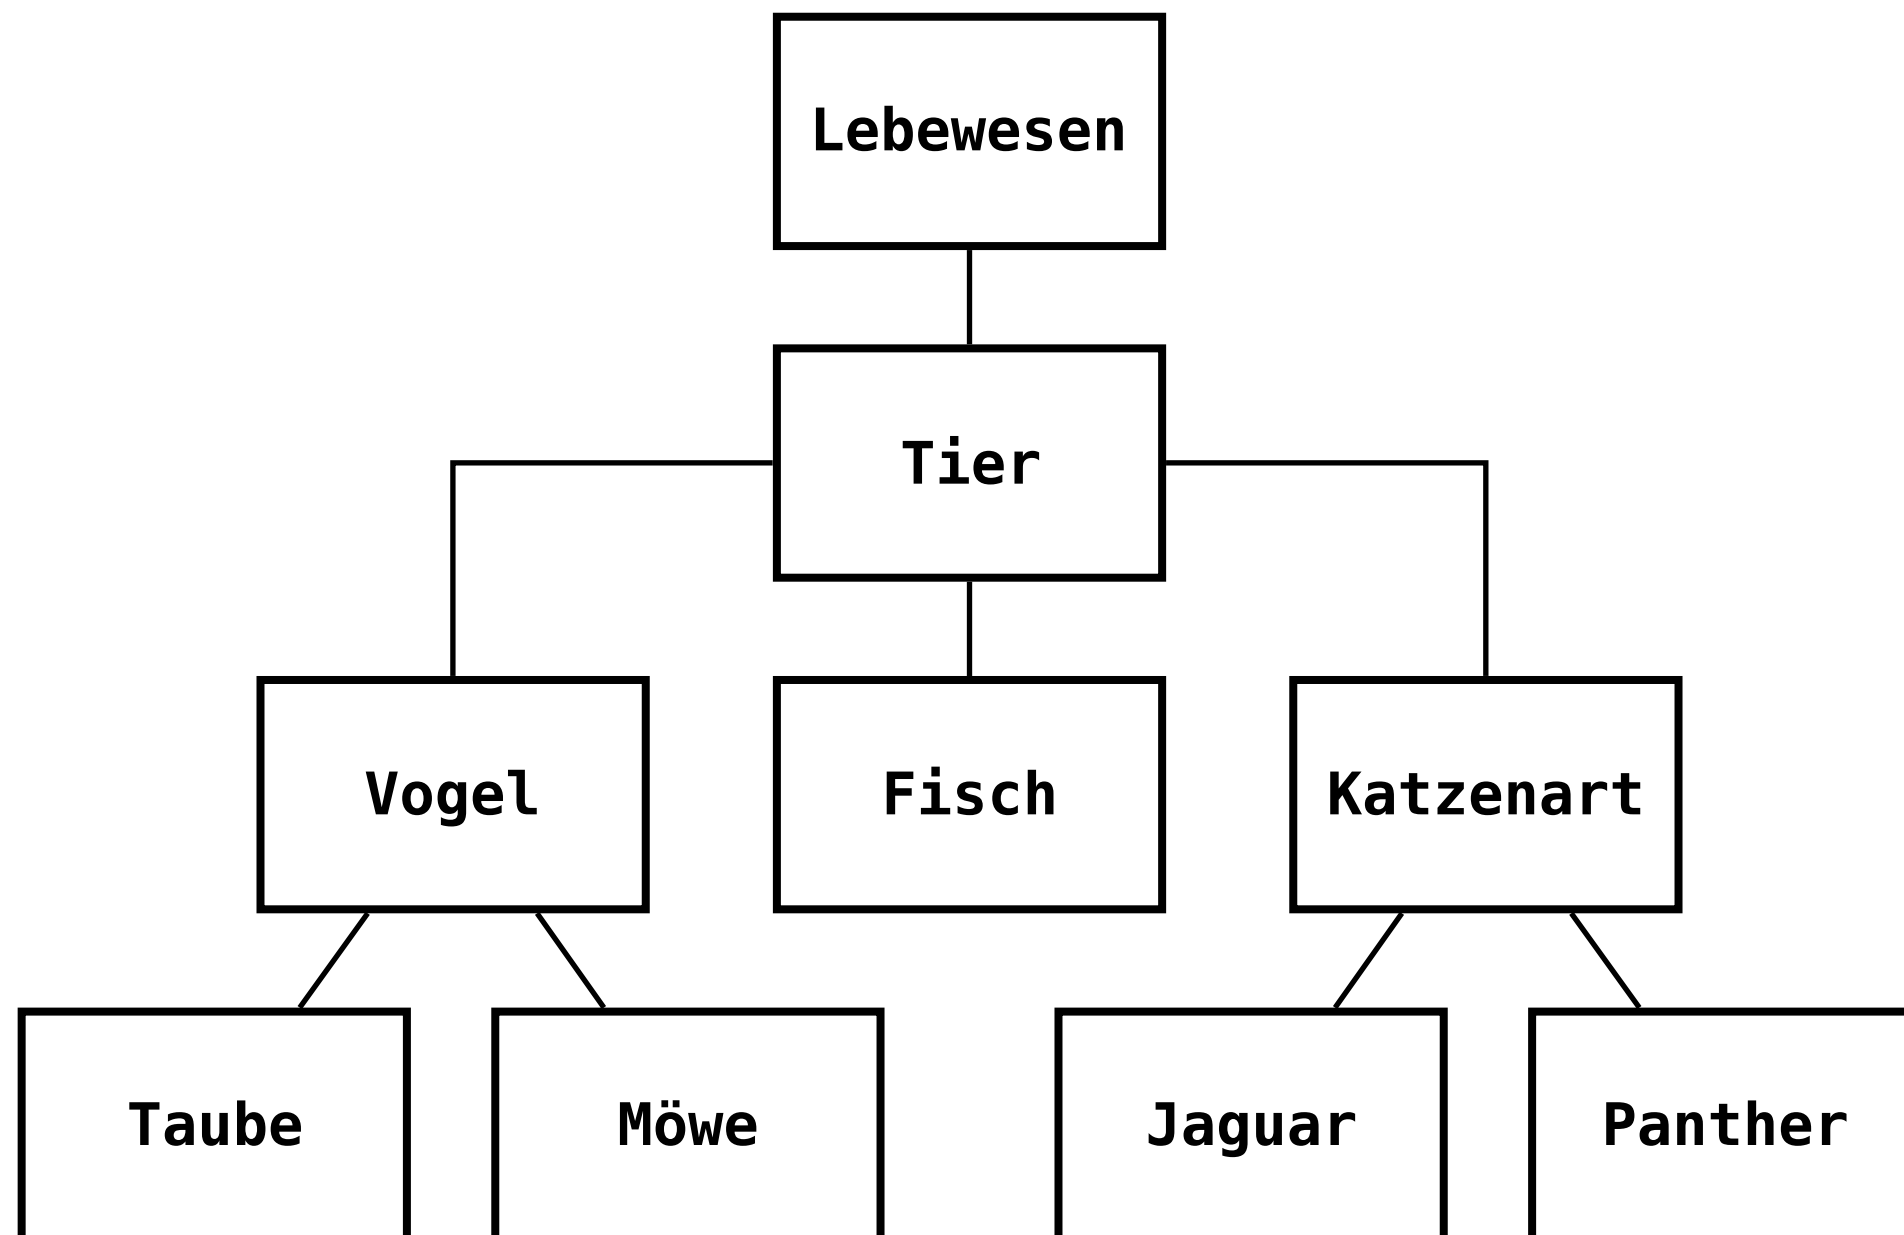 Lebewesen
Tier
Vogel
Fisch
Katzenart
Taube
Möwe
Jaguar
Panther